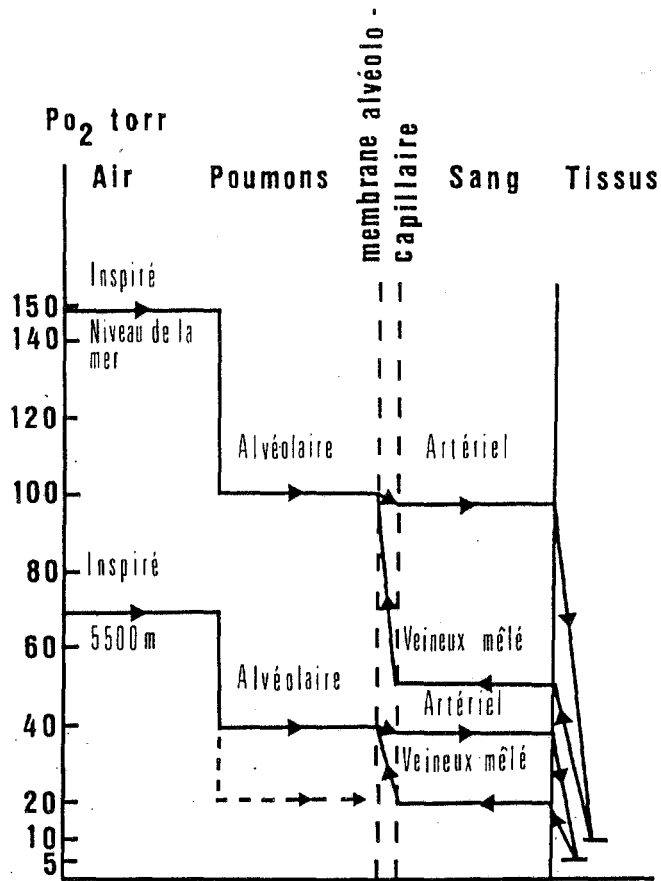 Po2 torr
Air
Poumons
membrane alvéolo-
capillaire
Sang
Tissus
Inspiré
150
Niveau de la
mer
140
120
Alvéolaire
Artériel
100
80
Inspiré
60
5500m
Veineux mêlé
Alvéolaire
Artériel
40
Veineux mêlé
20
10
5